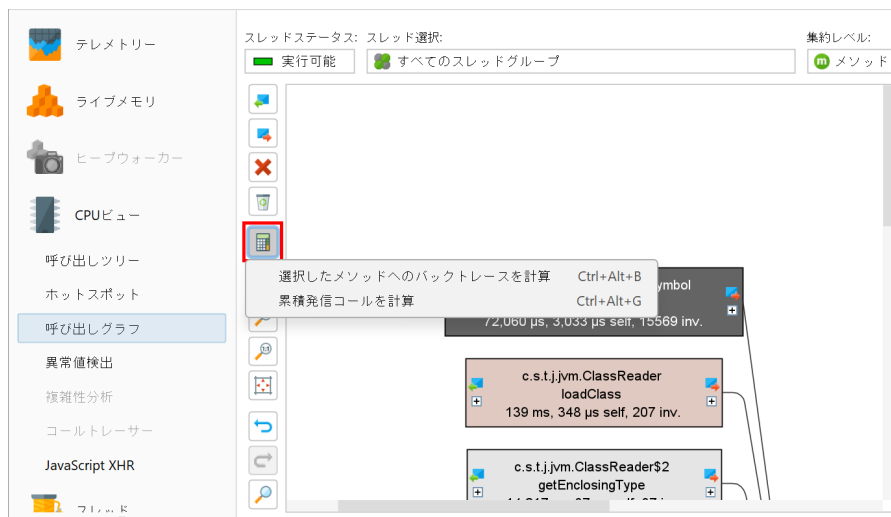 スレッドステータス: スレッド選択: 集約レベル:
実行可能 すべてのスレッドグループ m メソッド
テレメトリー
ライブメモリ
ヒープウォーカー
CPUビュー
呼び出しツリー
ホットスポット
呼び出しグラフ
異常値検出
複雑性分析
コールトレーサー
JavaScript XHR
スレッド
選択したメソッドへのバックトレースを計算 Ctrl+Alt+B
累積発信コールを計算 Ctrl+Alt+G
ymbol
72,060 µs, 3,033 µs self, 15569 inv.
c.s.t.j.jvm.ClassReader
loadClass
139 ms, 348 µs self, 207 inv.
c.s.t.j.jvm.ClassReader$2
getEnclosingType